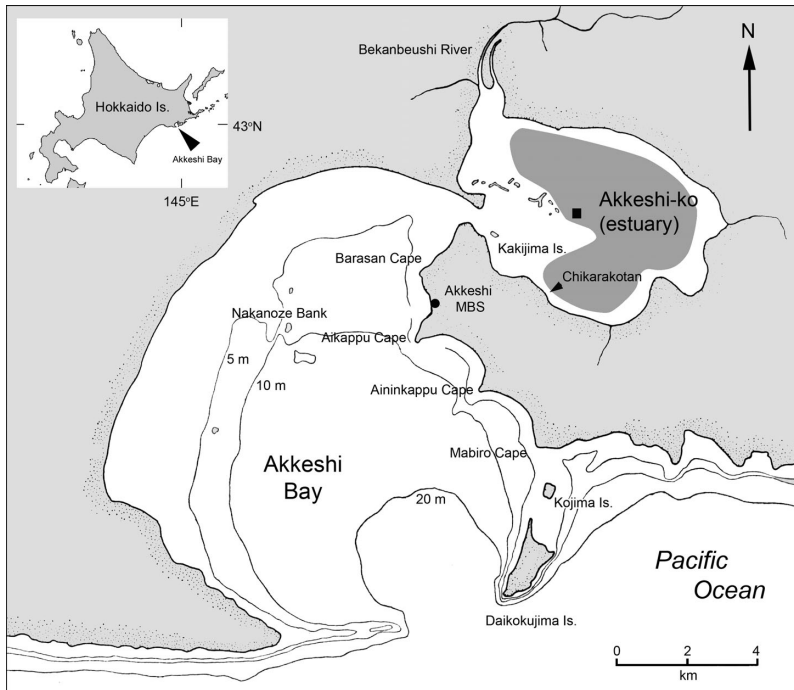 Bekanbeushi River
N
Hokkaido Is.
43°N
Akkeshi Bay
145°E
Akkeshi-ko
(estuary)
Kakijima Is.
Barasan Cape
Chikarakotan
Akkeshi
MBS
Nakanoze Bank
Aikappu Cape
5 m
10 m
Aininkappu Cape
Mabiro Cape
Akkeshi
Bay
20 m
Kojima Is.
Pacific
Ocean
Daikokujima Is.
0 2 4
km